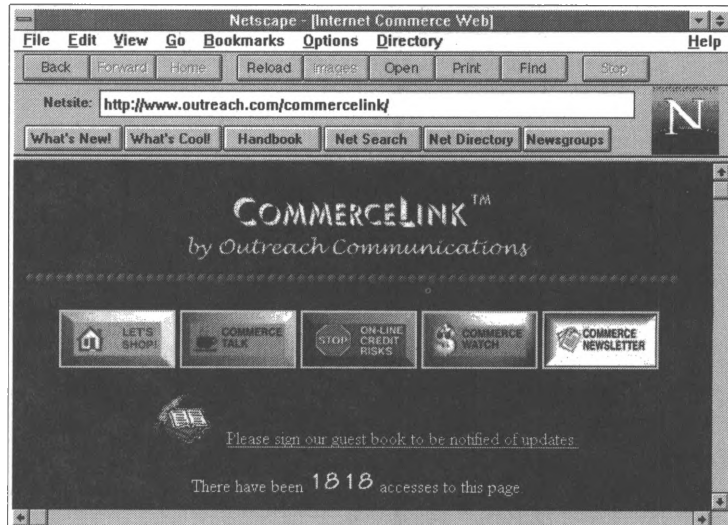 Netscape - [Internet Commerce Web]
File Edit View Go Bookmarks Options Directory Help
Back Forward Home Reload Images Open Print Find Stop
Netsite: http://www.outreach.com/commercelink/
N
What's New! What's Cool! Handbook Net Search Net Directory Newsgroups
COMMERCELINK™
by Outreach Communications
LET'S SHOP!
COMMERCE TALK
STOP ON-LINE CREDIT RISKS
COMMERCE WATCH
COMMERCE NEWSLETTER
Please sign our guest book to be notified of updates.
There have been 1818 accesses to this page